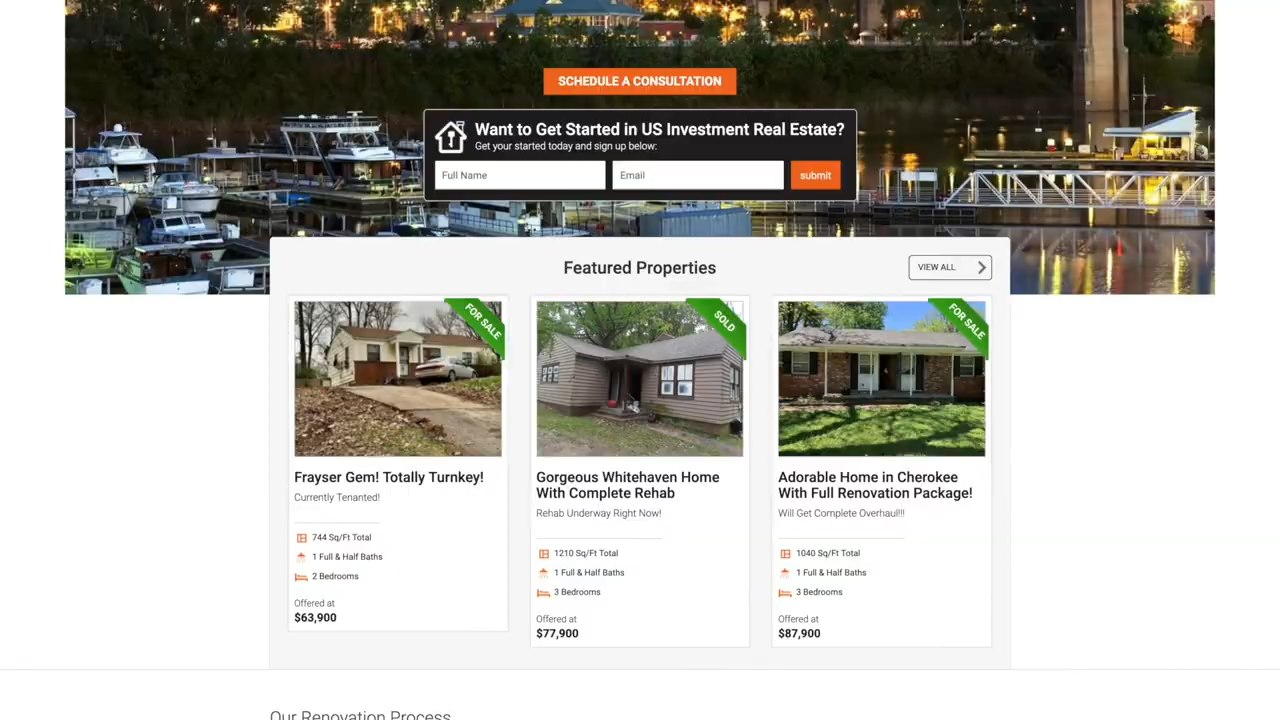 SCHEDULE A CONSULTATION
Want to Get Started in US Investment Real Estate?
Get your started today and sign up below:
Full Name
Email
submit
Featured Properties
VIEW ALL
FOR SALE
SOLD
FOR SALE
Frayser Gem! Totally Turnkey!
Currently Tenanted!
744 Sq/Ft Total
1 Full & Half Baths
2 Bedrooms
Offered at
$63,900
Gorgeous Whitehaven Home
With Complete Rehab
Rehab Underway Right Now!
1210 Sq/Ft Total
1 Full & Half Baths
3 Bedrooms
Offered at
$77,900
Adorable Home in Cherokee
With Full Renovation Package!
Will Get Complete Overhaul!!!
1040 Sq/Ft Total
1 Full & Half Baths
3 Bedrooms
Offered at
$87,900
Our Renovation Process